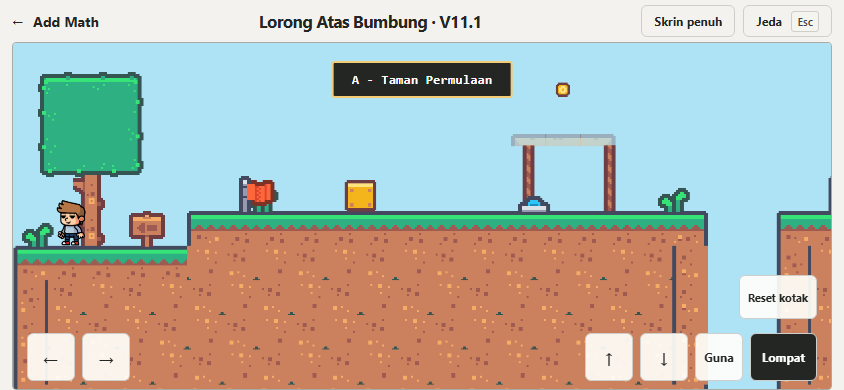 ← Add Math
Lorong Atas Bumbung · V11.1
Skrin penuh
Jeda Esc
A - Taman Permulaan
Reset kotak
← → ↑ ↓ Guna Lompat